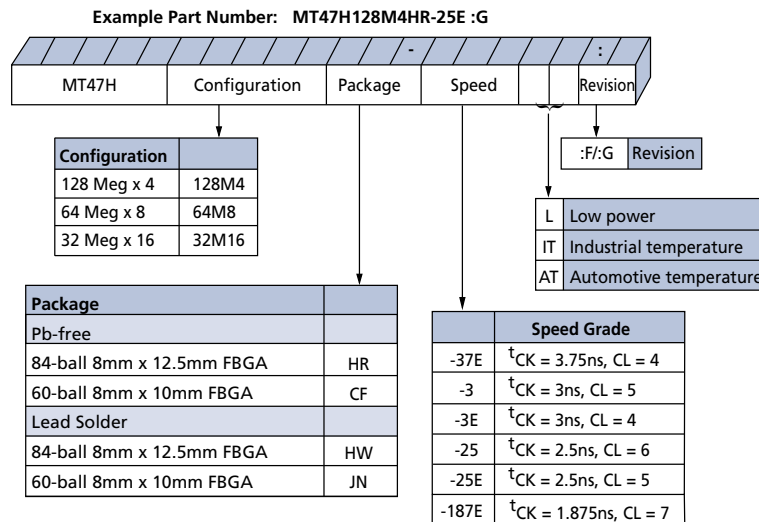 Example Part Number: MT47H128M4HR-25E :G
- :
MT47H Configuration Package Speed Revision
:F/:G Revision
Configuration
128 Meg x 4 128M4
64 Meg x 8 64M8
32 Meg x 16 32M16
L Low power
IT Industrial temperature
AT Automotive temperature
Package
Pb-free
84-ball 8mm x 12.5mm FBGA HR
60-ball 8mm x 10mm FBGA CF
Lead Solder
84-ball 8mm x 12.5mm FBGA HW
60-ball 8mm x 10mm FBGA JN
Speed Grade
-37E tCK = 3.75ns, CL = 4
-3 tCK = 3ns, CL = 5
-3E tCK = 3ns, CL = 4
-25 tCK = 2.5ns, CL = 6
-25E tCK = 2.5ns, CL = 5
-187E tCK = 1.875ns, CL = 7